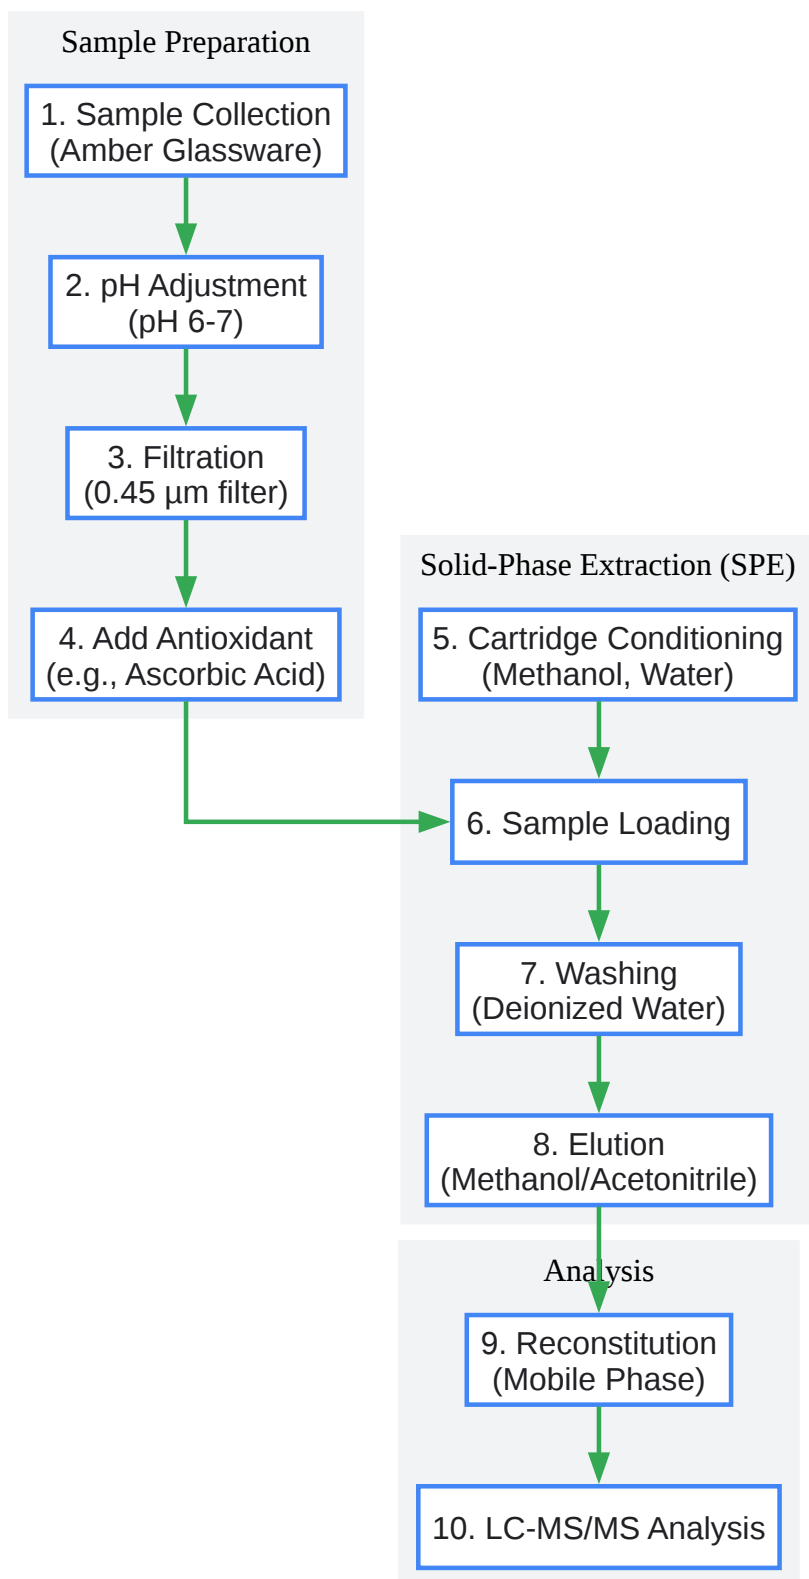 Sample Preparation
1. Sample Collection
(Amber Glassware)
2. pH Adjustment
(pH 6-7)
3. Filtration
(0.45 µm filter)
4. Add Antioxidant
(e.g., Ascorbic Acid)
Solid-Phase Extraction (SPE)
5. Cartridge Conditioning
(Methanol, Water)
6. Sample Loading
7. Washing
(Deionized Water)
8. Elution
(Methanol/Acetonitrile)
Analysis
9. Reconstitution
(Mobile Phase)
10. LC-MS/MS Analysis